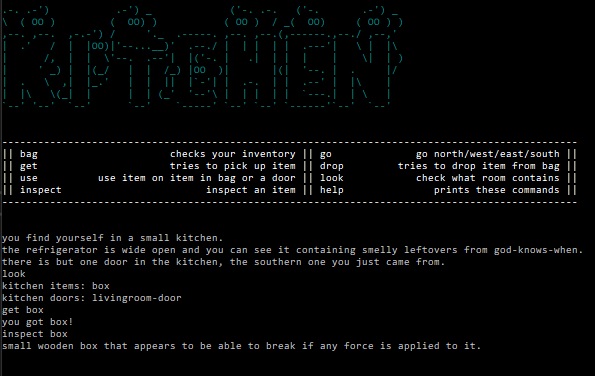 || bag checks your inventory || go go north/west/east/south ||
|| get tries to pick up item || drop tries to drop item from bag ||
|| use use item on item in bag or a door || look check what room contains ||
|| inspect inspect an item || help prints these commands ||
you find yourself in a small kitchen.
the refrigerator is wide open and you can see it containing smelly leftovers from god-knows-when.
there is but one door in the kitchen, the southern one you just came from.
look
kitchen items: box
kitchen doors: livingroom-door
get box
you got box!
inspect box
small wooden box that appears to be able to break if any force is applied to it.